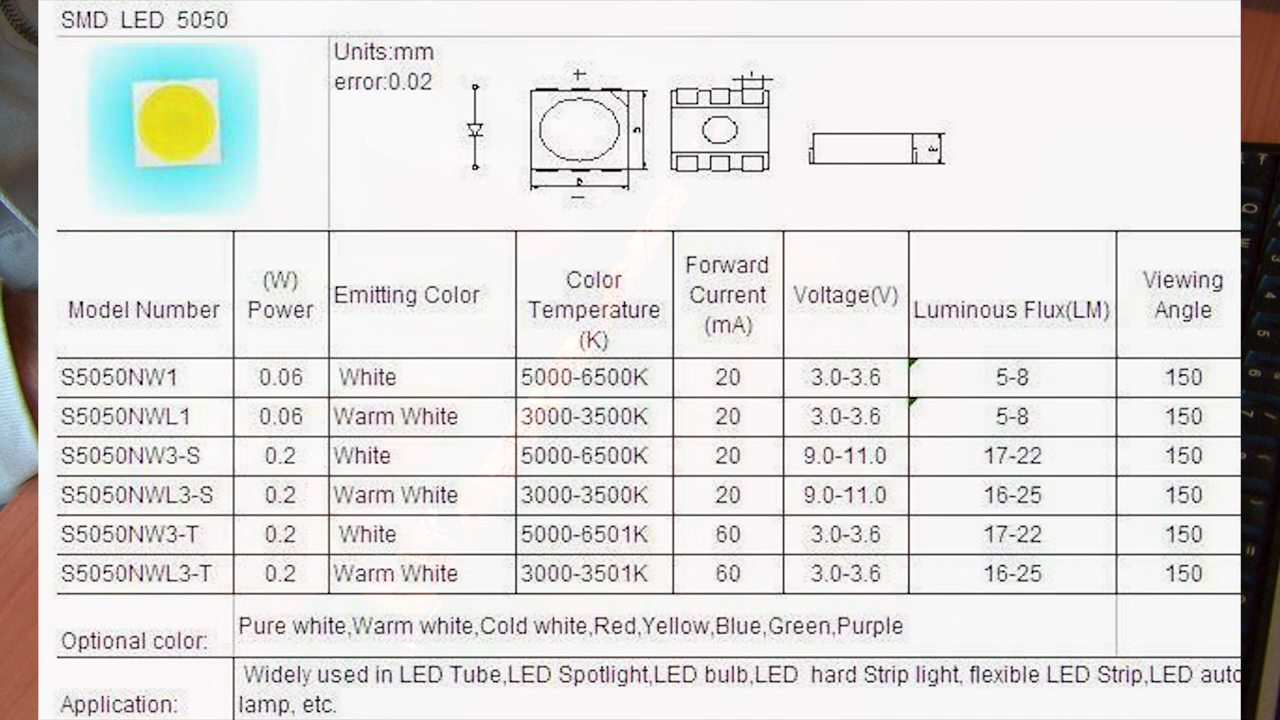 SMD LED 5050
Units:mm
error:0.02
Model Number (W) Power Emitting Color Color Temperature (K) Forward Current (mA) Voltage(V) Luminous Flux(LM) Viewing Angle
S5050NW1 0.06 White 5000-6500K 20 3.0-3.6 5-8 150
S5050NWL1 0.06 Warm White 3000-3500K 20 3.0-3.6 5-8 150
S5050NW3-S 0.2 White 5000-6500K 20 9.0-11.0 17-22 150
S5050NWL3-S 0.2 Warm White 3000-3500K 20 9.0-11.0 16-25 150
S5050NW3-T 0.2 White 5000-6501K 60 3.0-3.6 17-22 150
S5050NWL3-T 0.2 Warm White 3000-3501K 60 3.0-3.6 16-25 150
Optional color: Pure white,Warm white,Cold white,Red,Yellow,Blue,Green,Purple
Application: Widely used in LED Tube,LED Spotlight,LED bulb,LED hard Strip light, flexible LED Strip,LED auto
lamp, etc.